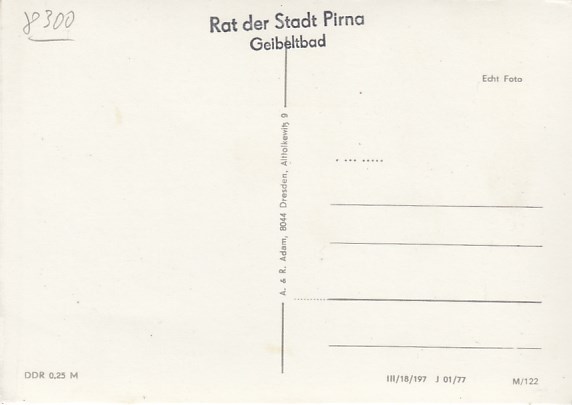 8300
Rat der Stadt Pirna
Geibeltbad
Echt Foto
A. & R. Adam, 8044 Dresden, Alttolkewitz 9
DDR 0,25 M
III/18/197 J 01/77
M/122